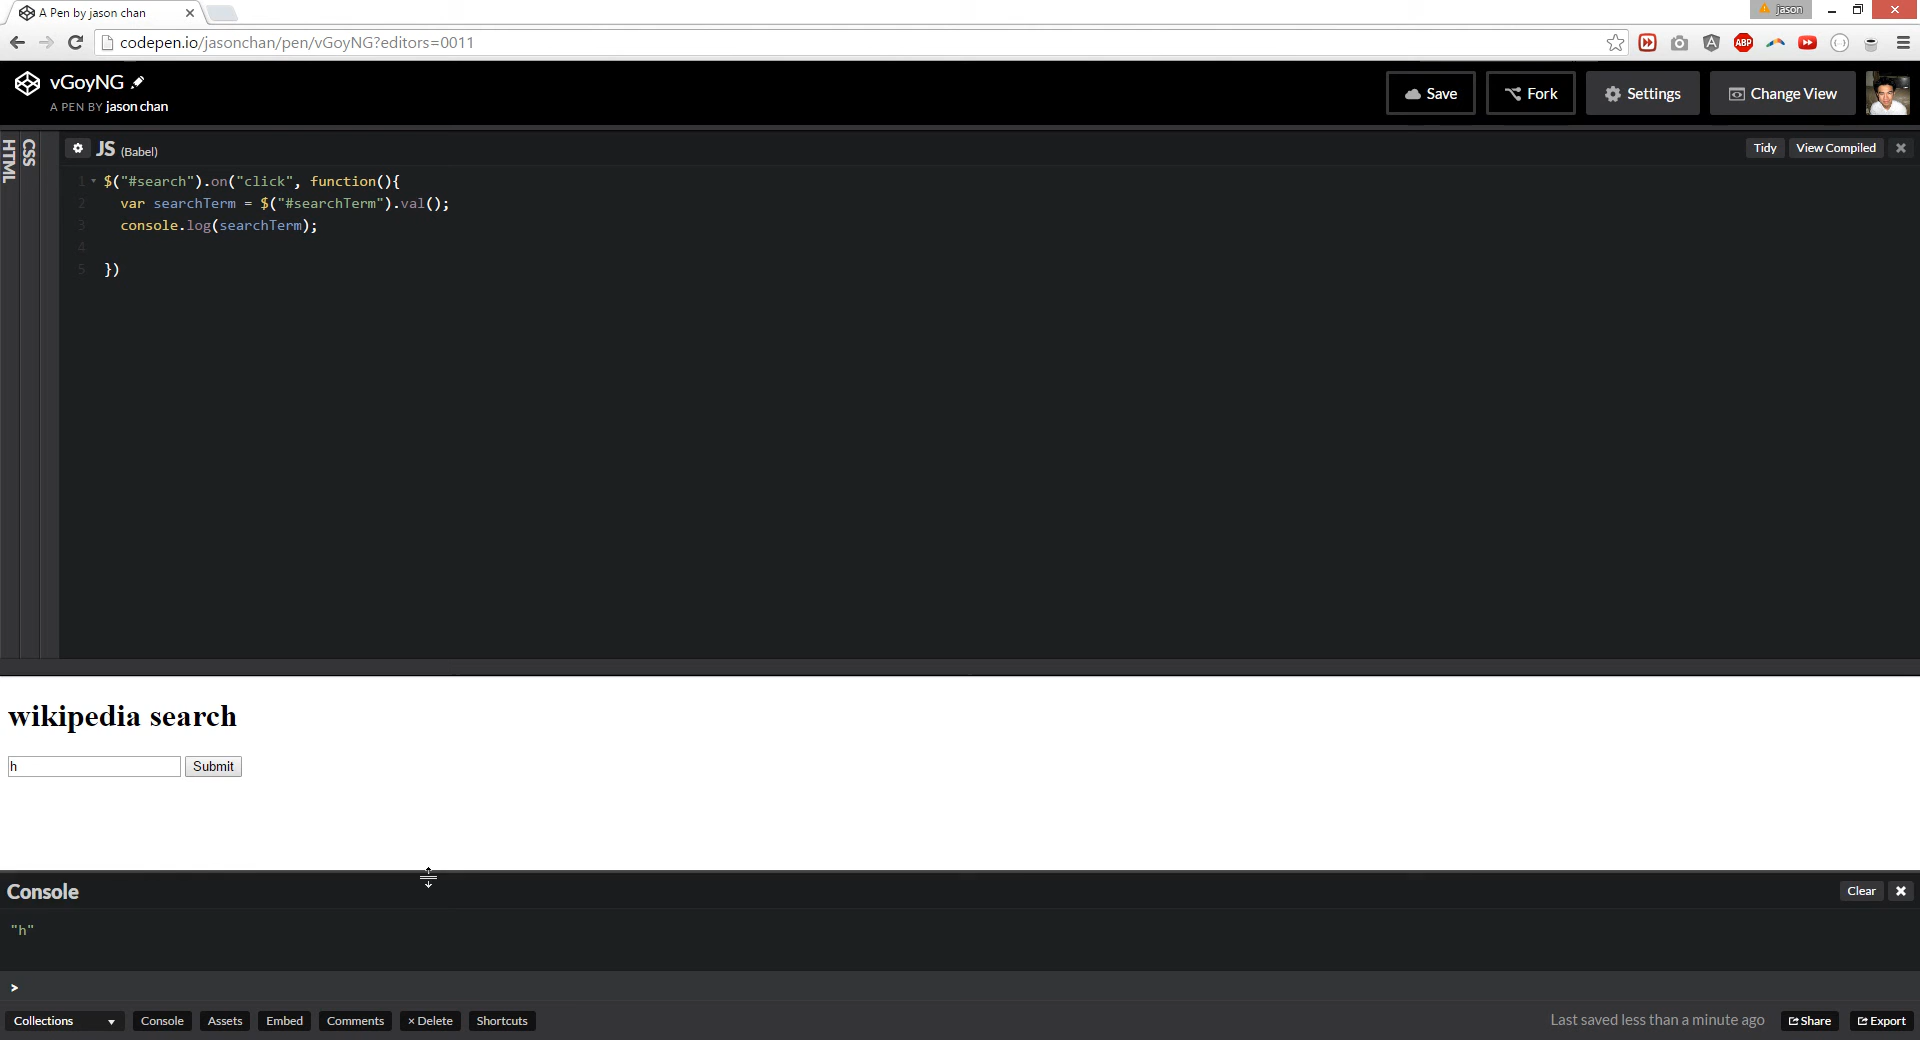 A Pen by jason chan
jason
codepen.io/jasonchan/pen/vGoyNG?editors=0011
ABP
vGoyNG
A PEN BY jason chan
Save
Fork
Settings
Change View
HTML
CSS
JS (Babel)
Tidy
View Compiled
1 $("#search").on("click", function(){
2 var searchTerm = $("#searchTerm").val();
3 console.log(searchTerm);
4
5 })
wikipedia search
h
Submit
Console
Clear
"h"
>
Collections
Console
Assets
Embed
Comments
× Delete
Shortcuts
Last saved less than a minute ago
Share
Export